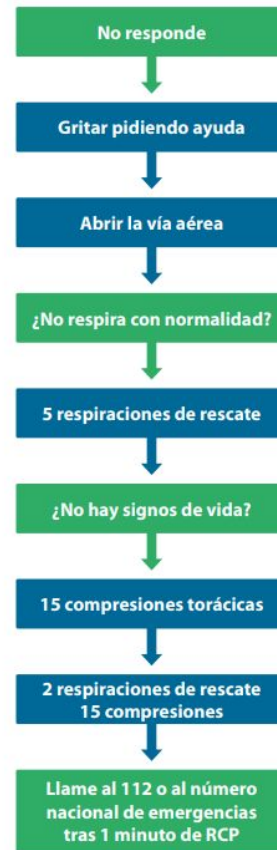 No responde
Gritar pidiendo ayuda
Abrir la vía aérea
¿No respira con normalidad?
5 respiraciones de rescate
¿No hay signos de vida?
15 compresiones torácicas
2 respiraciones de rescate
15 compresiones
Llame al 112 o al número
nacional de emergencias
tras 1 minuto de RCP